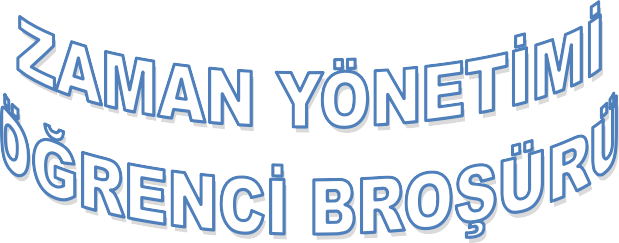 ZAMAN YÖNETİMİ
ÖĞRENCİ BROŞÜRÜ